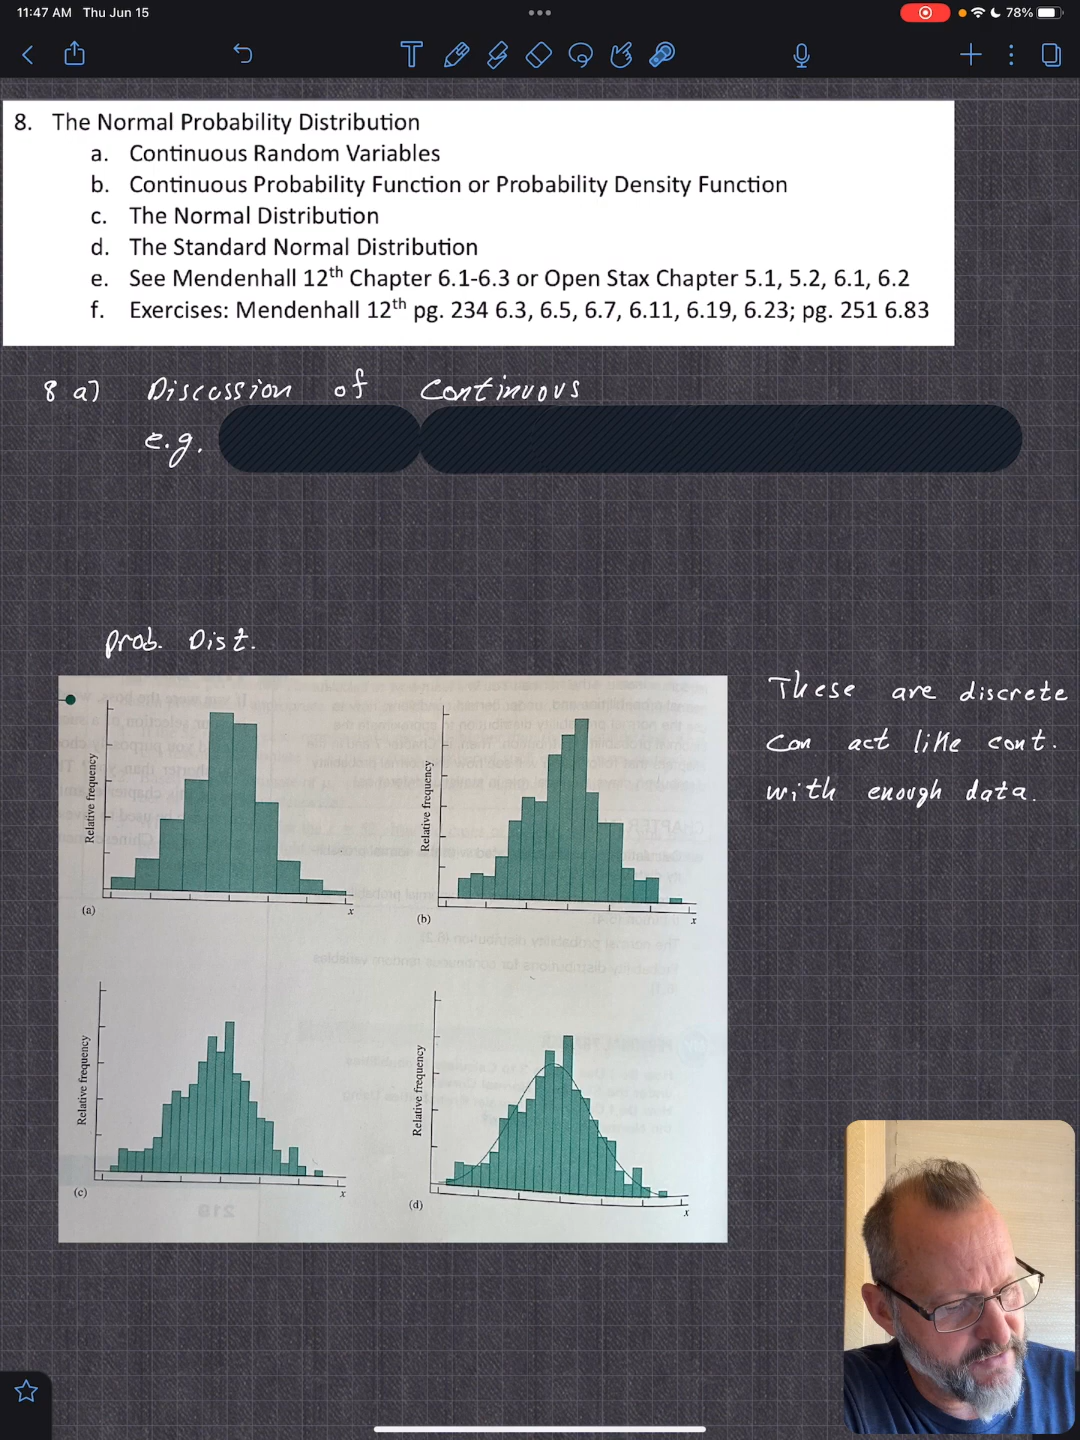 11:47 AM Thu Jun 15
78%
8. The Normal Probability Distribution
a. Continuous Random Variables
b. Continuous Probability Function or Probability Density Function
c. The Normal Distribution
d. The Standard Normal Distribution
e. See Mendenhall 12th Chapter 6.1-6.3 or Open Stax Chapter 5.1, 5.2, 6.1, 6.2
f. Exercises: Mendenhall 12th pg. 234 6.3, 6.5, 6.7, 6.11, 6.19, 6.23; pg. 251 6.83
8 a) Discussion of Continuous
e.g.
prob. Dist.
These are discrete
can act like cont.
with enough data.
Relative frequency
x
(a)
Relative frequency
x
(b)
Relative frequency
x
(c)
Relative frequency
x
(d)